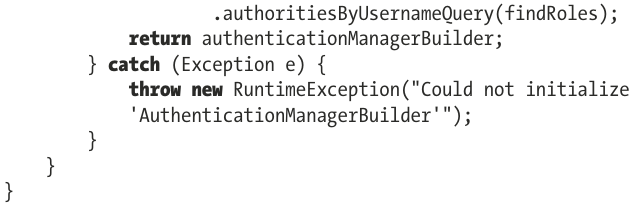 .authoritiesByUsernameQuery(findRoles);
return authenticationManagerBuilder;
} catch (Exception e) {
throw new RuntimeException("Could not initialize
'AuthenticationManagerBuilder'");
}
}
}